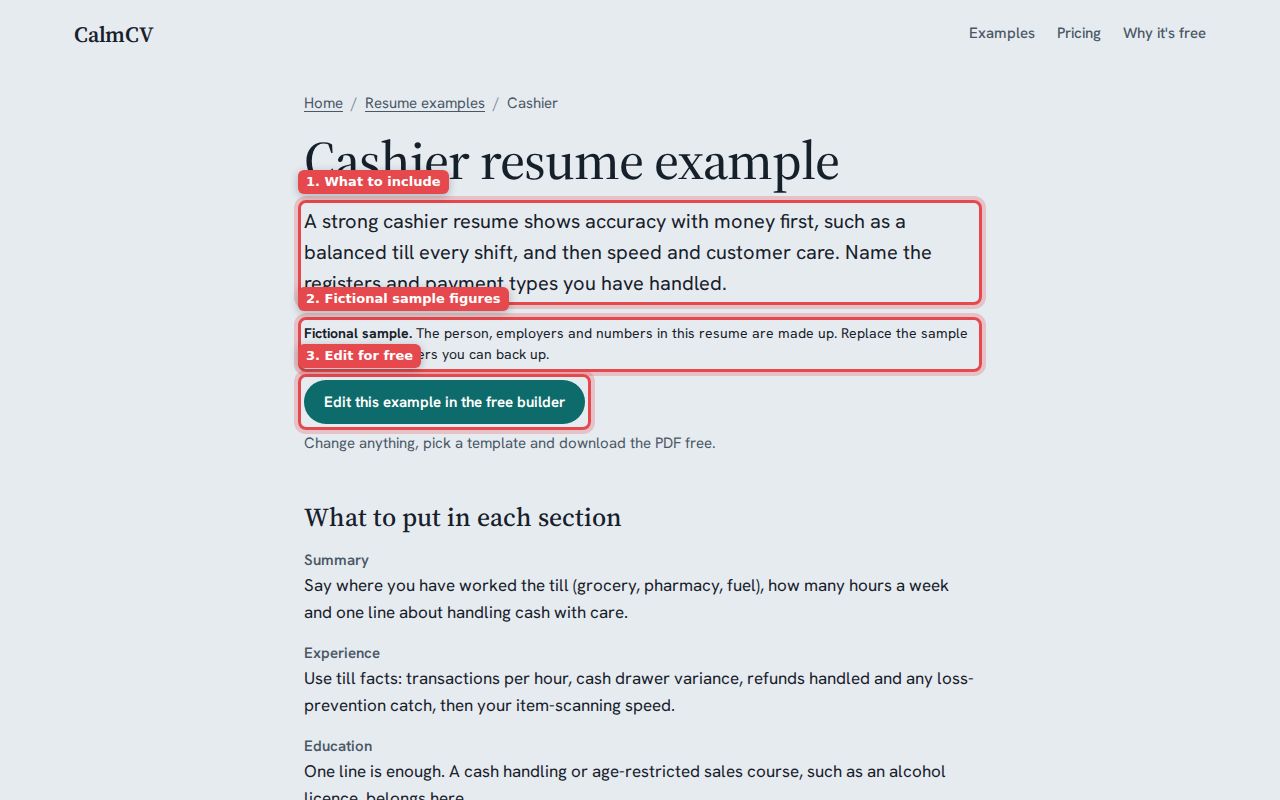 CalmCV
Examples
Pricing
Why it's free
Home / Resume examples / Cashier
Cashier resume example
1. What to include
A strong cashier resume shows accuracy with money first, such as a
balanced till every shift, and then speed and customer care. Name the
registers and payment types you have handled.
2. Fictional sample figures
Fictional sample. The person, employers and numbers in this resume are made up. Replace the sample
3. Edit for free
you can back up.
Edit this example in the free builder
Change anything, pick a template and download the PDF free.
What to put in each section
Summary
Say where you have worked the till (grocery, pharmacy, fuel), how many hours a week
and one line about handling cash with care.
Experience
Use till facts: transactions per hour, cash drawer variance, refunds handled and any loss-
prevention catch, then your item-scanning speed.
Education
One line is enough. A cash handling or age-restricted sales course, such as an alcohol
licence, belongs here.